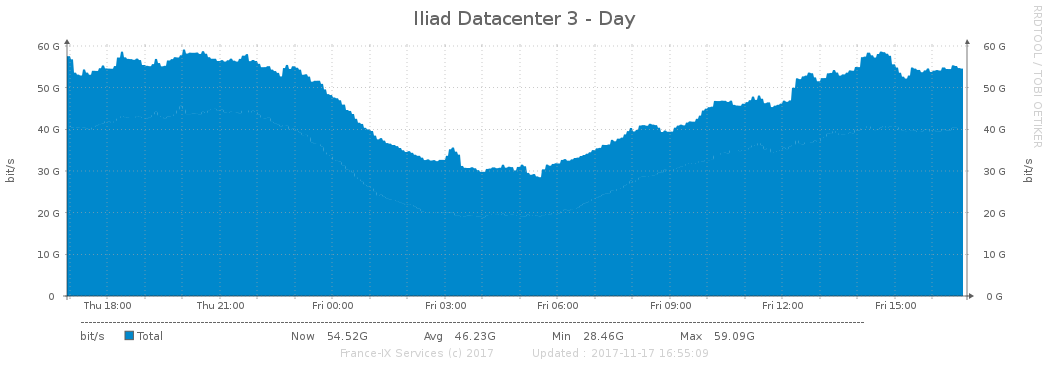 Iliad Datacenter 3 - Day
RRDTOOL / TOBI OETIKER
60 G 60 G
50 G 50 G
40 G 40 G
30 G 30 G
20 G 20 G
10 G 10 G
0 0 G
bit/s bit/s
Thu 18:00 Thu 21:00 Fri 00:00 Fri 03:00 Fri 06:00 Fri 09:00 Fri 12:00 Fri 15:00
bit/s Total Now 54.52G Avg 46.23G Min 28.46G Max 59.09G
France-IX Services (c) 2017 Updated : 2017-11-17 16:55:09